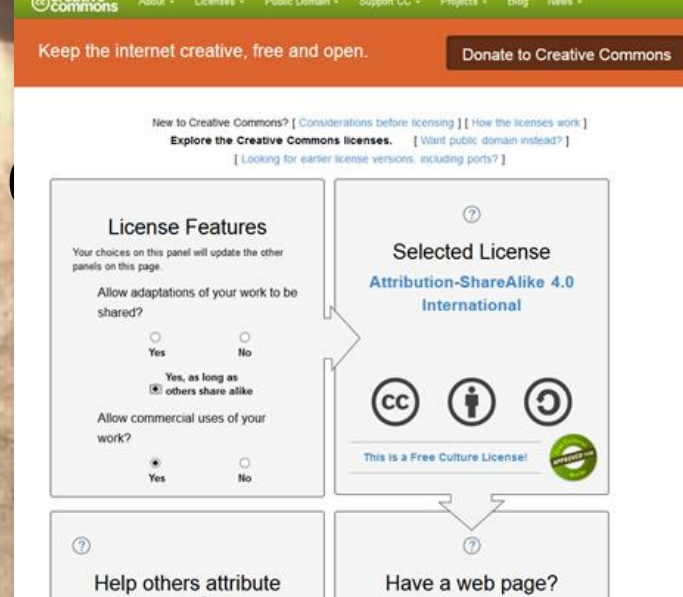 commons About Licenses Public Domain Support CC Projects Blog News
Keep the internet creative, free and open.
Donate to Creative Commons
New to Creative Commons? [ Considerations before licensing ] [ How the licenses work ]
Explore the Creative Commons licenses. [ Want public domain instead? ]
[ Looking for earlier license versions, including ports? ]
License Features
Your choices on this panel will update the other
panels on this page.
Allow adaptations of your work to be
shared?
Yes No
Yes, as long as
others share alike
Allow commercial uses of your
work?
Yes No
?
Selected License
Attribution-ShareAlike 4.0
International
cc
This is a Free Culture License!
APPROVED FOR
?
Help others attribute
?
Have a web page?